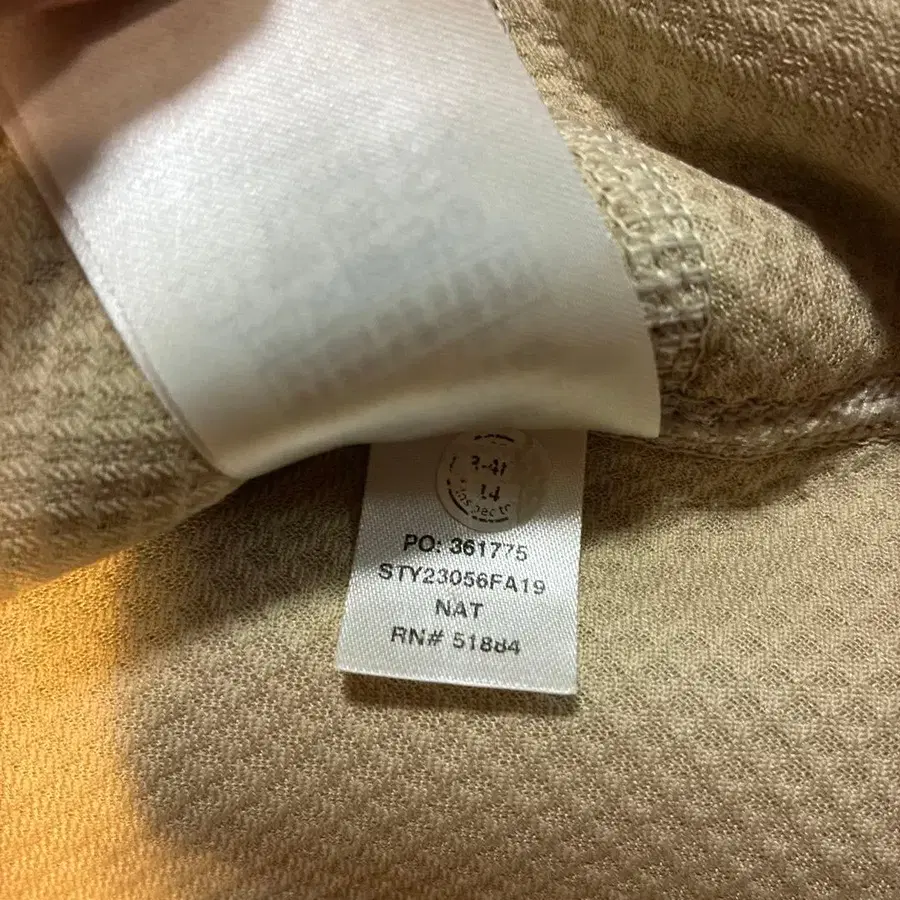 PO: 361775
STY23056FA19
NAT
RN# 51884